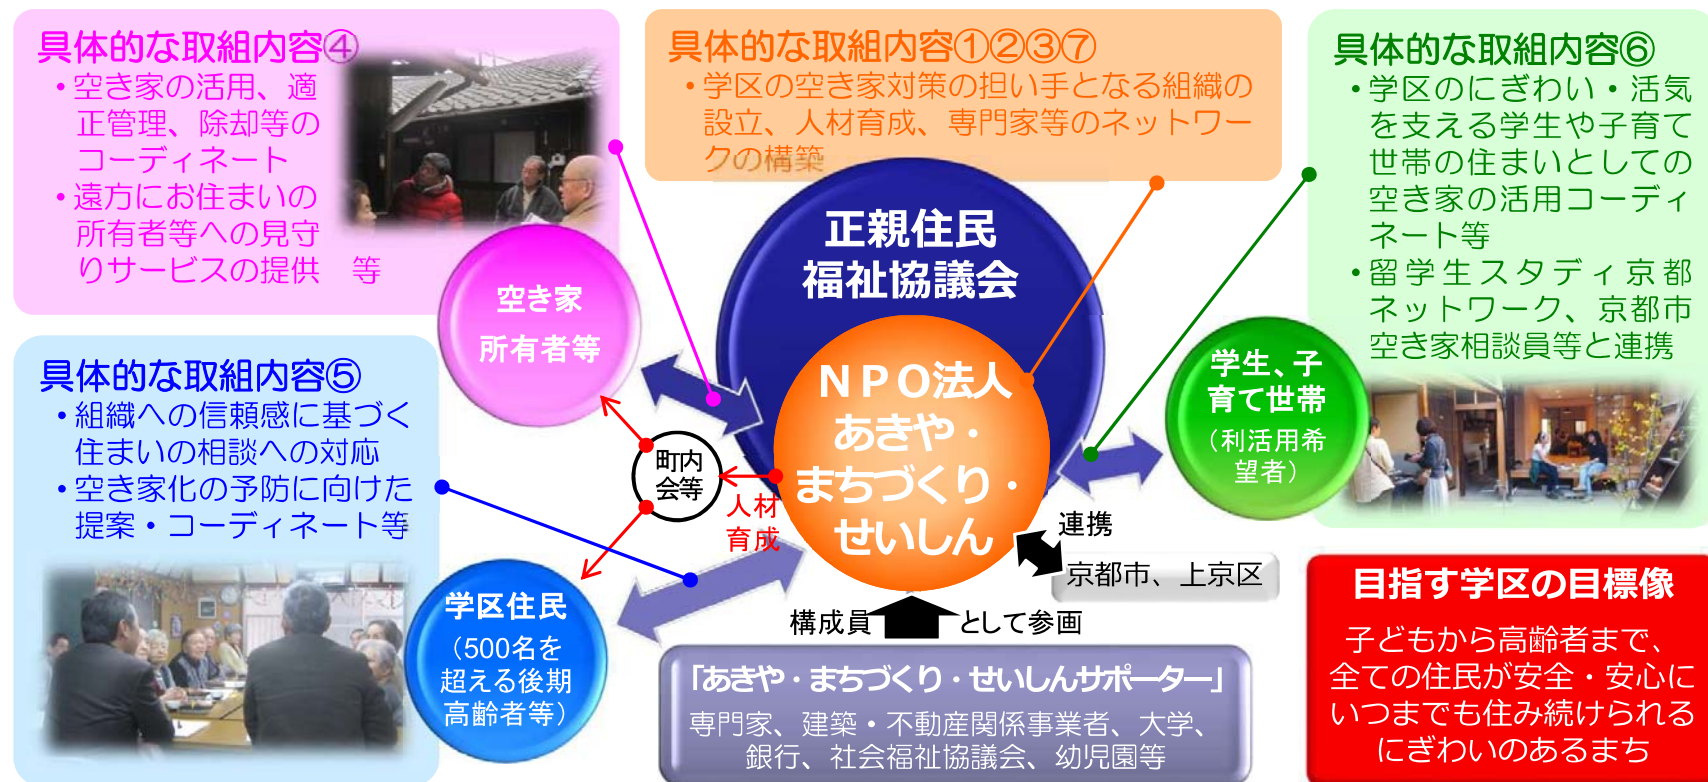 具体的な取組内容④
・空き家の活用、適
正管理、除却等の
コーディネート
・遠方にお住まいの
所有者等への見守
りサービスの提供　等
具体的な取組内容①②③⑦
・学区の空き家対策の担い手となる組織の
設立、人材育成、専門家等のネットワー
クの構築
具体的な取組内容⑥
・学区のにぎわい・活気
を支える学生や子育て
世帯の住まいとしての
空き家の活用コーディ
ネート等
・留学生スタディ京都
ネットワーク、京都市
空き家相談員等と連携
正親住民
福祉協議会
空き家
所有者等
NPO法人
あきや・
まちづくり・
せいしん
学生、子
育て世帯
（利活用希
望者）
具体的な取組内容⑤
・組織への信頼感に基づく
住まいの相談への対応
・空き家化の予防に向けた
提案・コーディネート等
町内
会等
人材
育成
連携
京都市、上京区
学区住民
（500名を
超える後期
高齢者等）
構成員　として参画
「あきや・まちづくり・せいしんサポーター」
専門家、建築・不動産関係事業者、大学、
銀行、社会福祉協議会、幼児園等
目指す学区の目標像
子どもから高齢者まで、
全ての住民が安全・安心に
いつまでも住み続けられる
にぎわいのあるまち